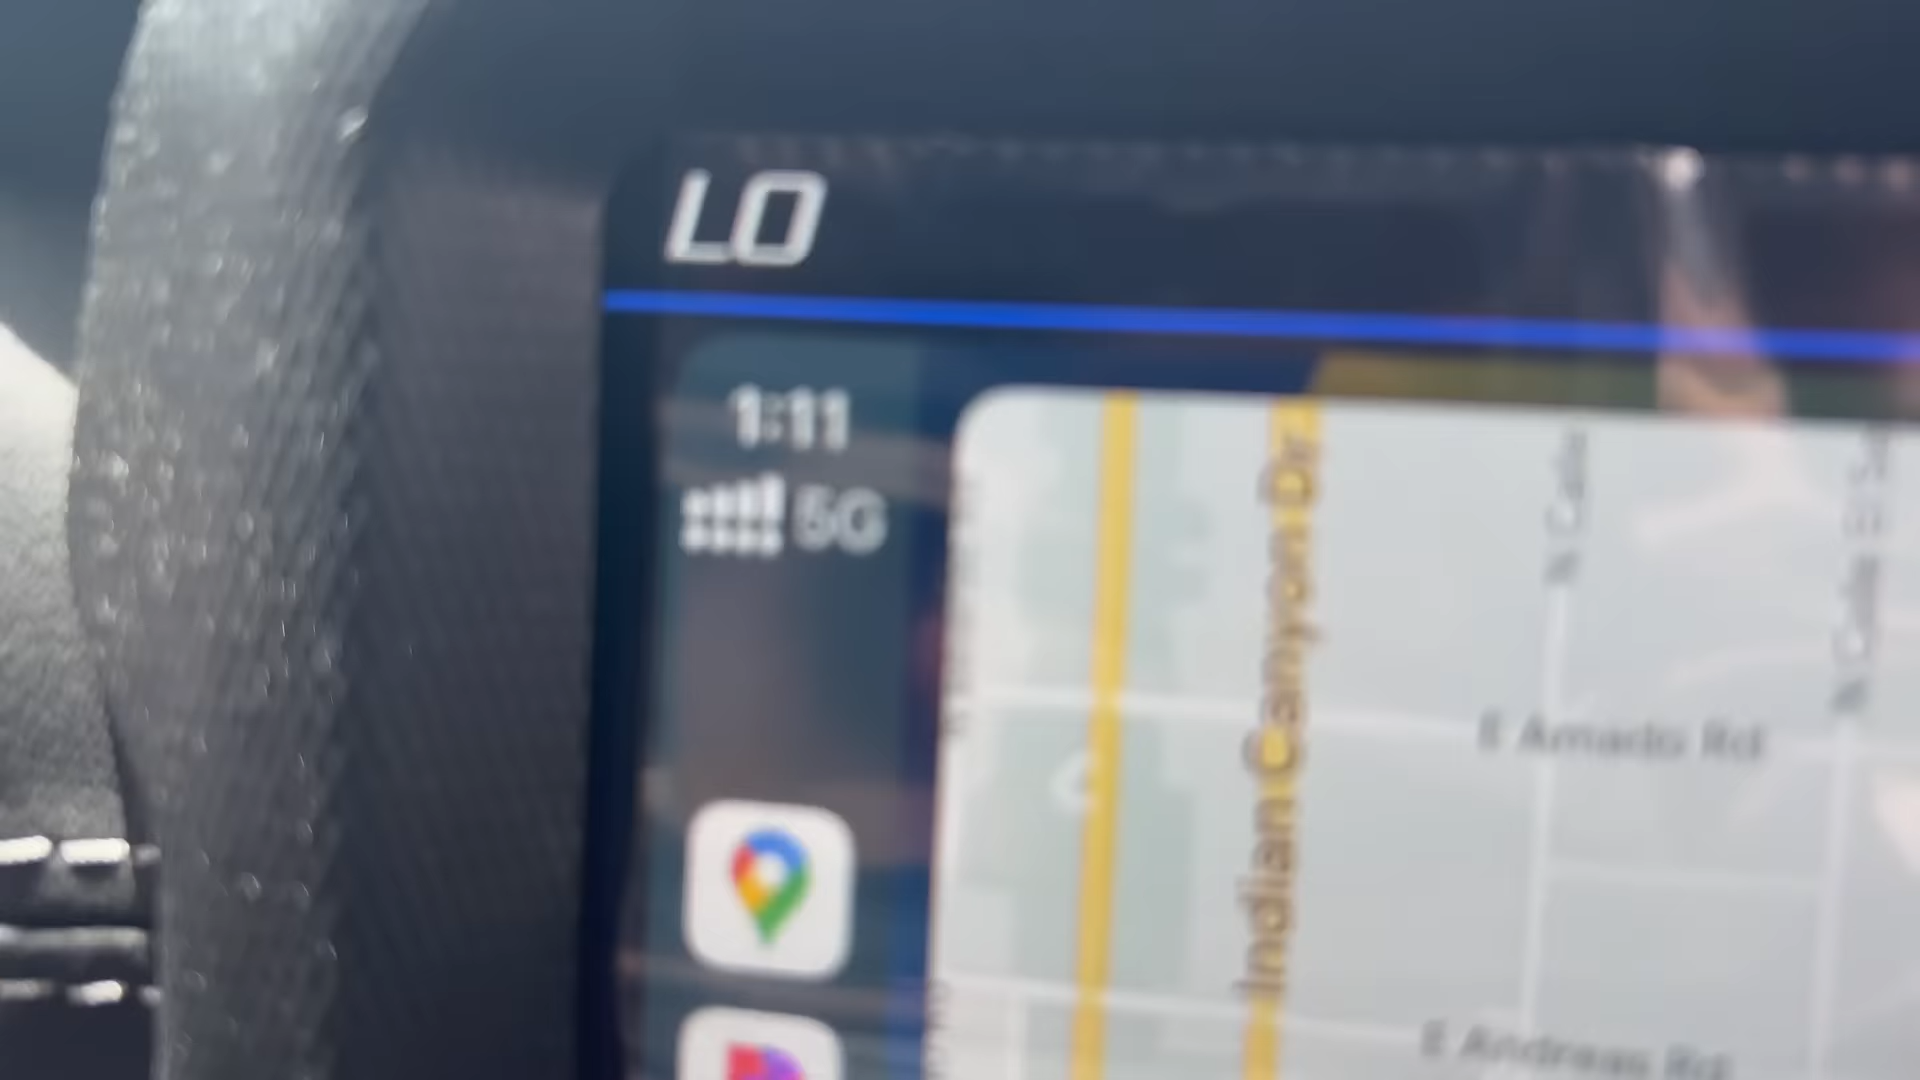 LO
1:11
5G
Indian Canyon Dr
E Amado Rd
E Andreas Rd